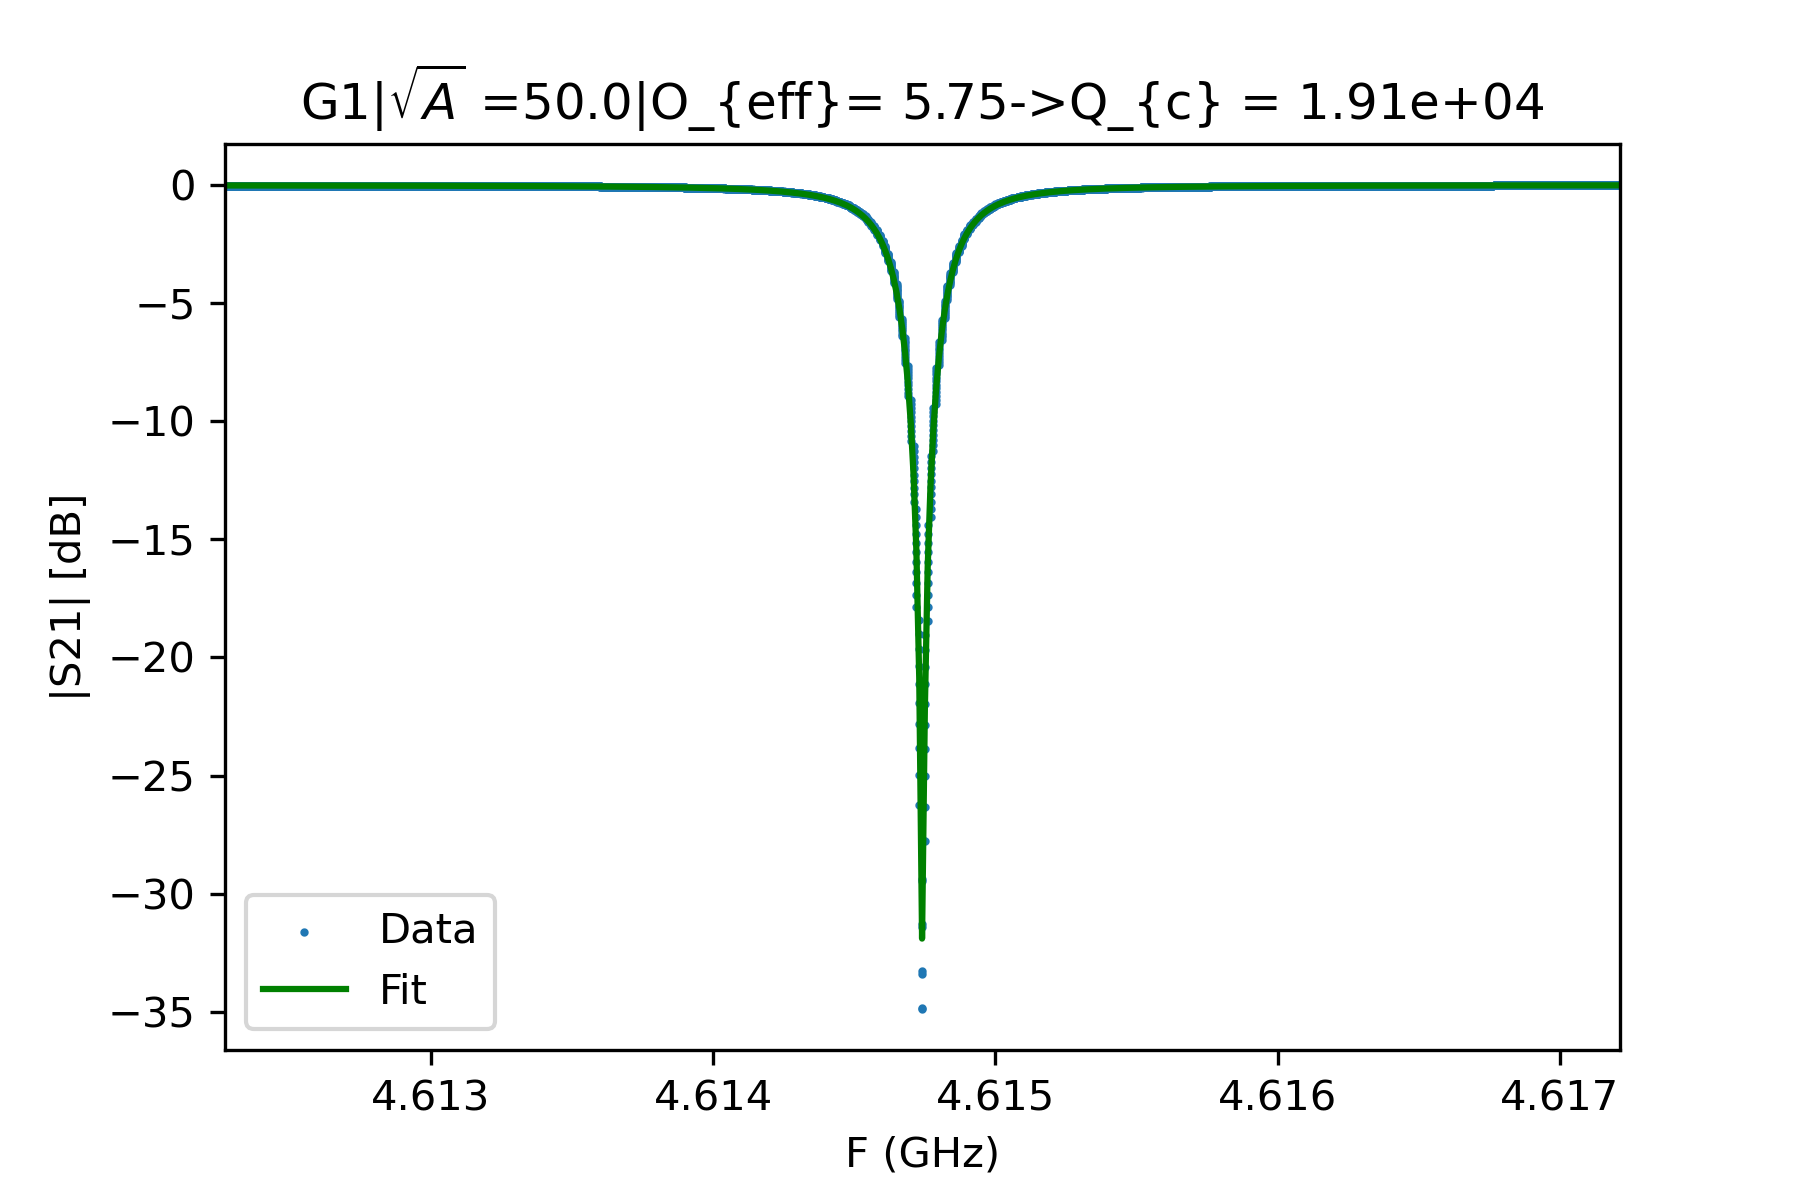 G1|√A =50.0|O_{eff}= 5.75->Q_{c} = 1.91e+04
|S21| [dB]
0
−5
−10
−15
−20
−25
−30
−35
Data
Fit
4.613 4.614 4.615 4.616 4.617
F (GHz)